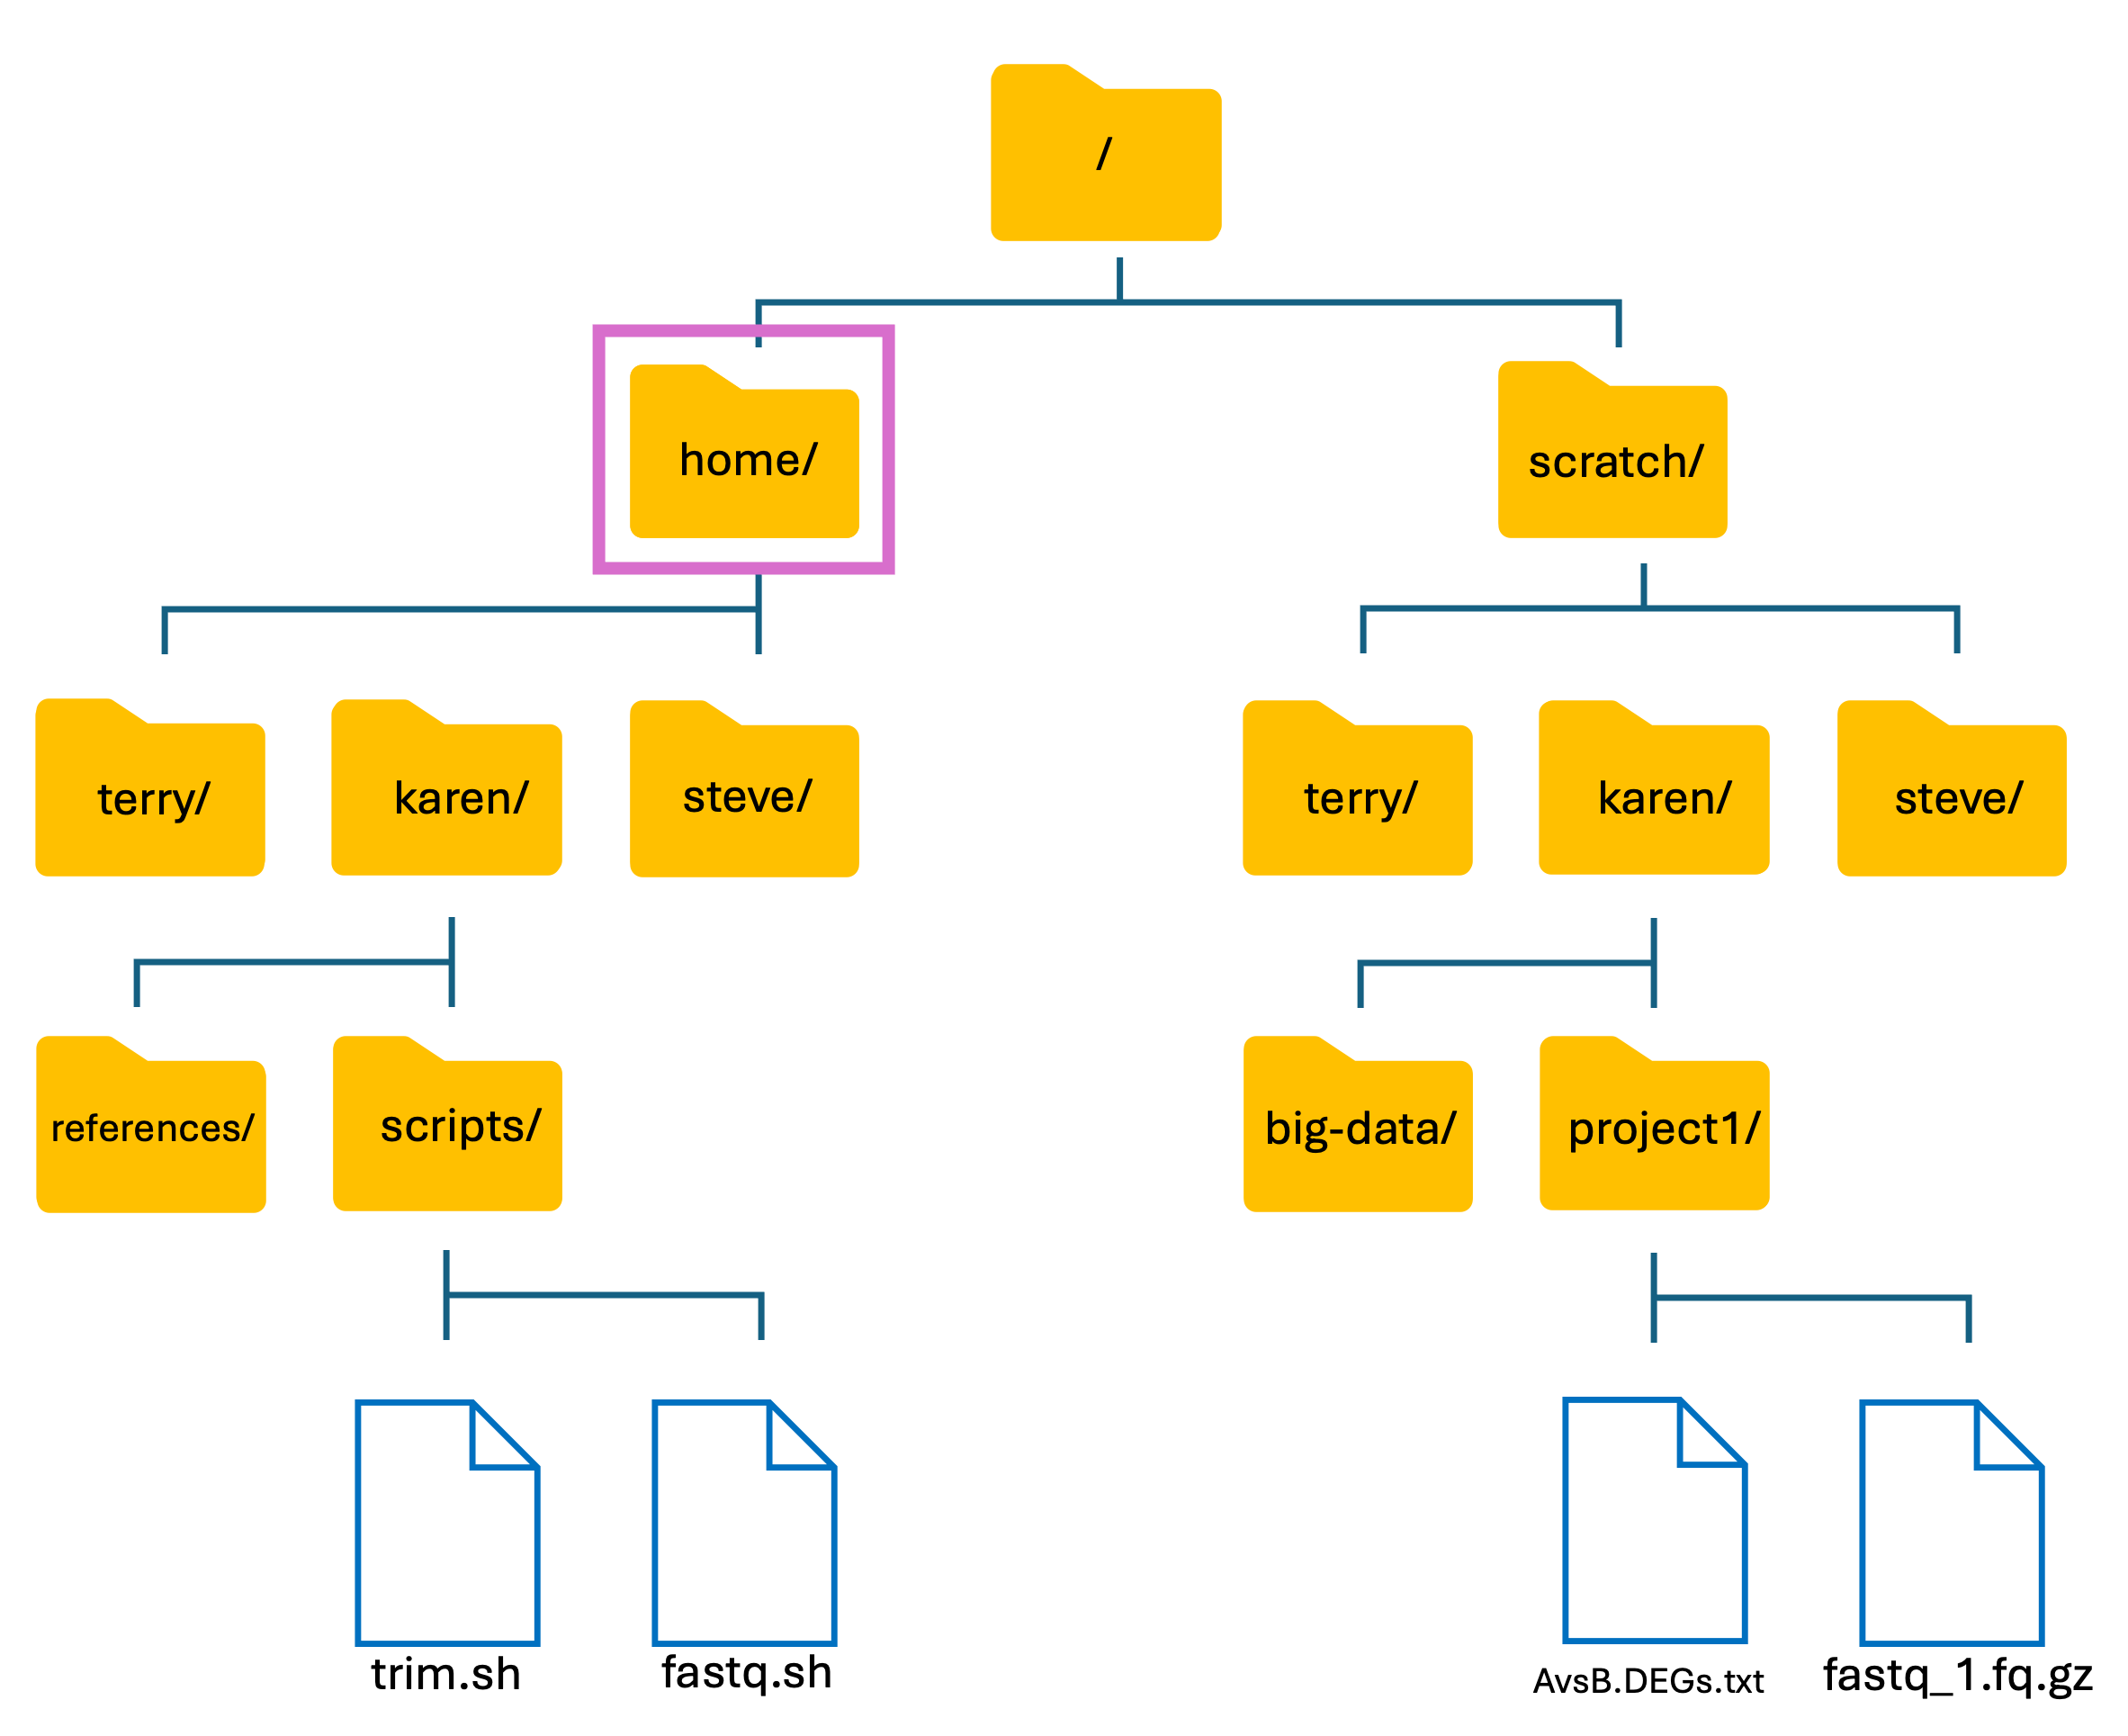 /
home/
scratch/
terry/
karen/
steve/
terry/
karen/
steve/
references/
scripts/
big-data/
project1/
trim.sh
fastq.sh
AvsB.DEGs.txt
fastq_1.fq.gz